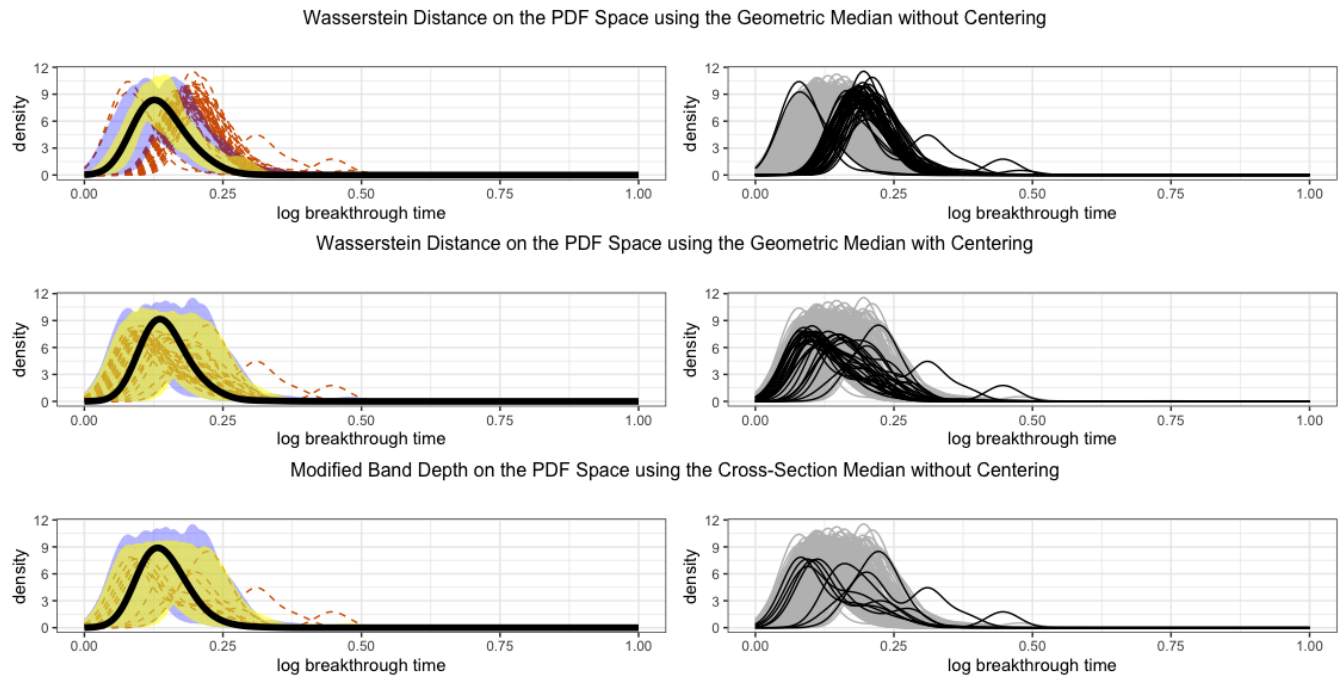 Wasserstein Distance on the PDF Space using the Geometric Median without Centering
density
12
9
6
3
0
0.00 0.25 0.50 0.75 1.00
log breakthrough time
density
12
9
6
3
0
0.00 0.25 0.50 0.75 1.00
log breakthrough time
Wasserstein Distance on the PDF Space using the Geometric Median with Centering
density
12
9
6
3
0
0.00 0.25 0.50 0.75 1.00
log breakthrough time
density
12
9
6
3
0
0.00 0.25 0.50 0.75 1.00
log breakthrough time
Modified Band Depth on the PDF Space using the Cross-Section Median without Centering
density
12
9
6
3
0
0.00 0.25 0.50 0.75 1.00
log breakthrough time
density
12
9
6
3
0
0.00 0.25 0.50 0.75 1.00
log breakthrough time